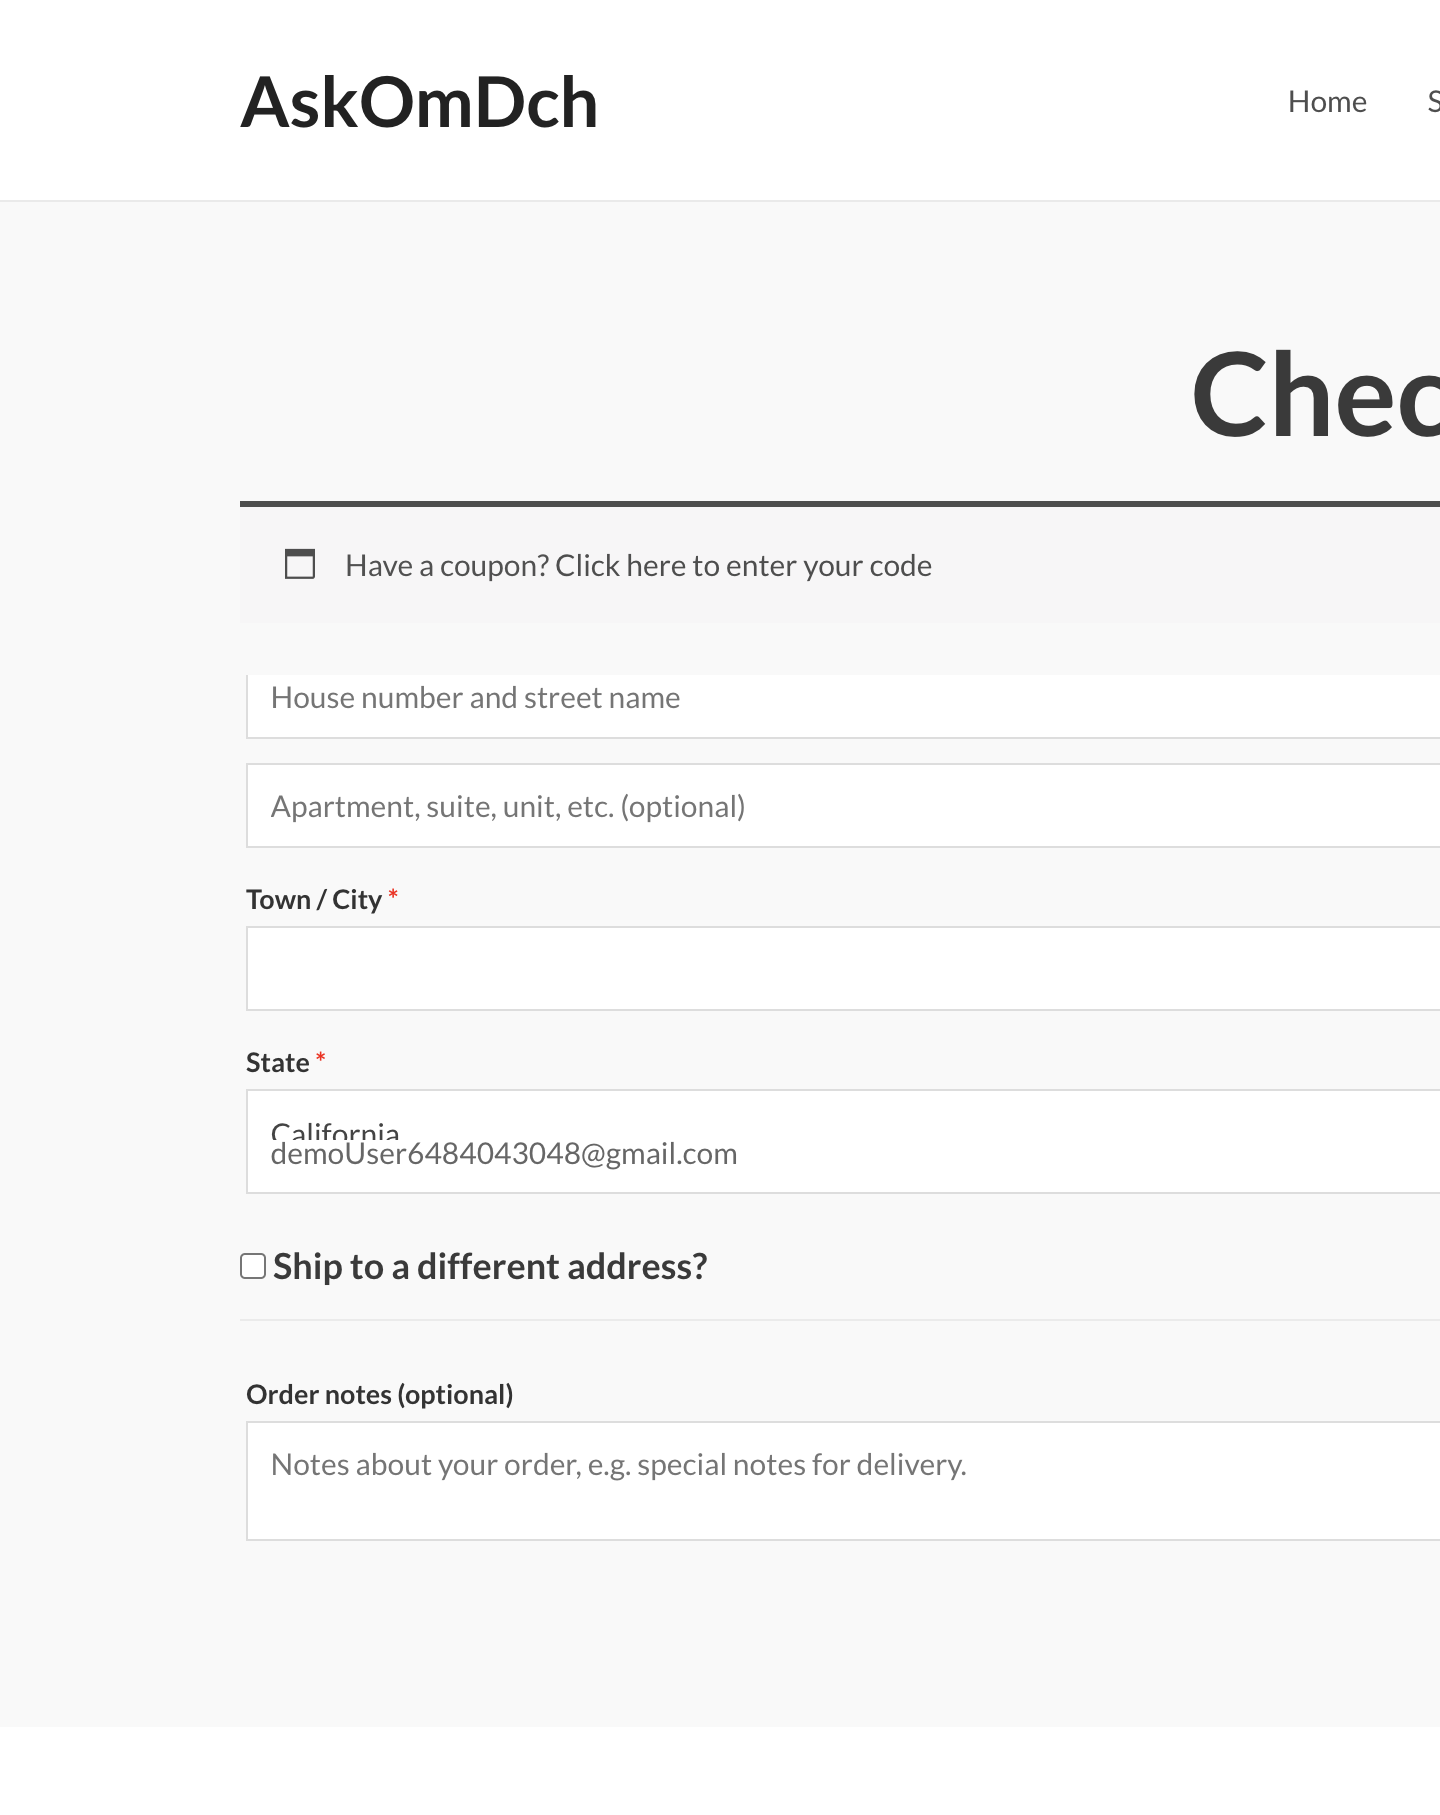 AskOmDch
Home
Have a coupon? Click here to enter your code
House number and street name
Apartment, suite, unit, etc. (optional)
Town / City *
State *
California
demoUser6484043048@gmail.com
Ship to a different address?
Order notes (optional)
Notes about your order, e.g. special notes for delivery.